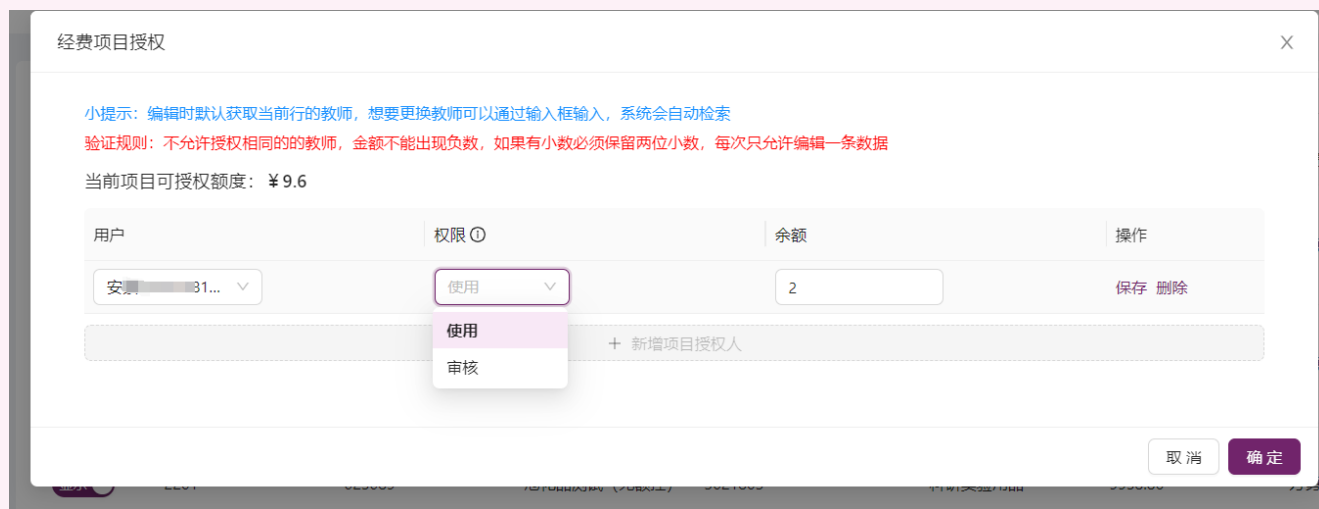 经费项目授权
小提示：编辑时默认获取当前行的教师，想要更换教师可以通过输入框输入，系统会自动检索
验证规则：不允许授权相同的的教师，金额不能出现负数，如果有小数必须保留两位小数，每次只允许编辑一条数据
当前项目可授权额度：￥9.6
用户 权限 余额 操作
安 31... 使用 2 保存 删除
使用
+ 新增项目授权人
审核
取 消 确 定